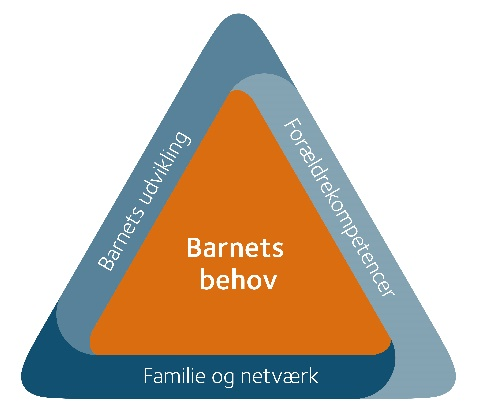 Barnets udvikling
Forældrekompetencer
Barnets
behov
Familie og netværk